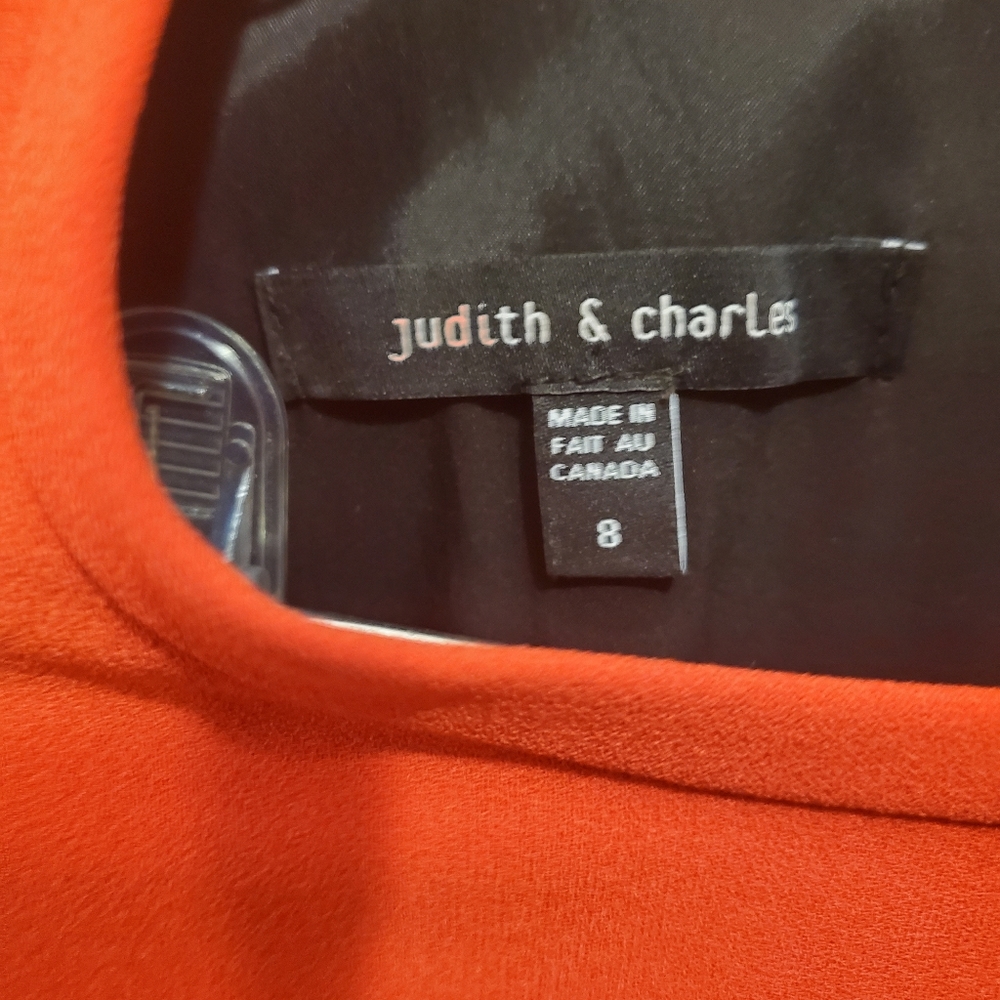 judith & charles
MADE IN
FAIT AU
CANADA
8